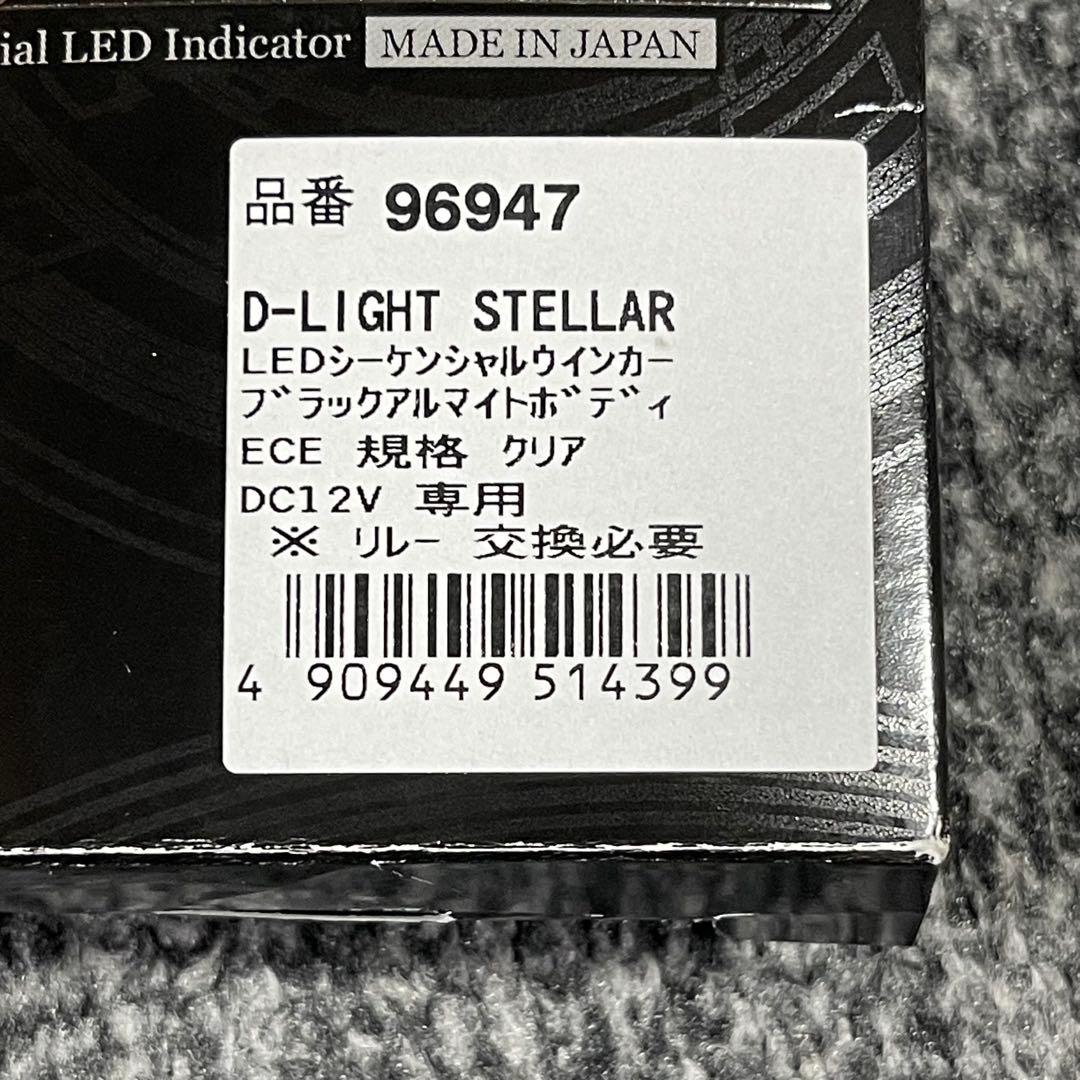 ial LED Indicator MADE IN JAPAN
品番 96947
D-LIGHT STELLAR
LEDシーケンシャルウインカー
ブラックアルマイトボディ
ECE 規格 クリア
DC12V 専用
※ リレー 交換必要
4 909449 514399